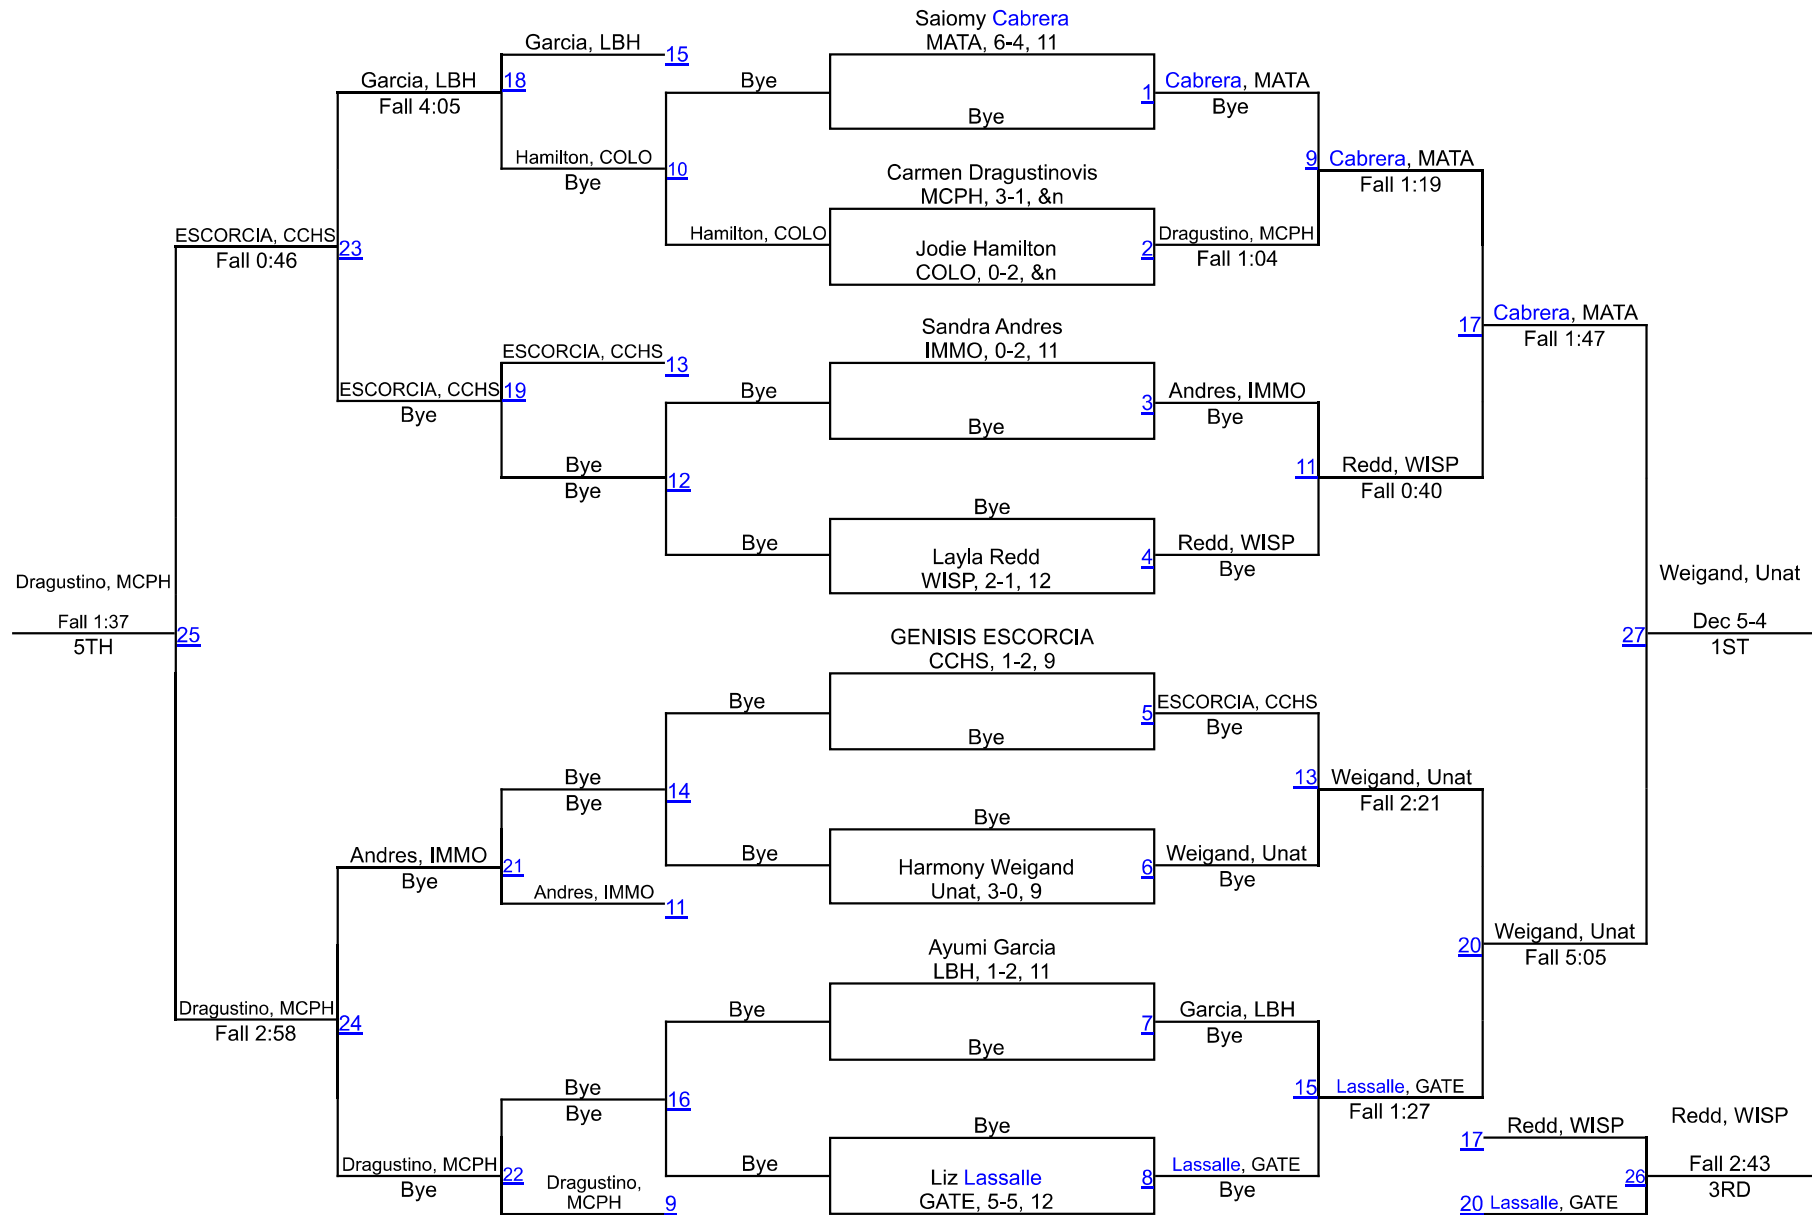 Saiomy Cabrera
MATA, 6-4, 11
Garcia, LBH
15
Garcia, LBH
18
Fall 4:05
Bye
1
Cabrera, MATA
Bye
Bye
Hamilton, COLO
10
Bye
9
Cabrera, MATA
Fall 1:19
Carmen Dragustinovis
MCPH, 3-1, &n
Hamilton, COLO
Jodie Hamilton
COLO, 0-2, &n
2
Dragustino, MCPH
Fall 1:04
ESCORCIA, CCHS
23
Fall 0:46
17
Cabrera, MATA
Fall 1:47
Sandra Andres
IMMO, 0-2, 11
ESCORCIA, CCHS
13
ESCORCIA, CCHS
19
Bye
Bye
3
Andres, IMMO
Bye
Bye
Bye
12
Bye
11
Redd, WISP
Fall 0:40
Bye
Bye
Layla Redd
WISP, 2-1, 12
4
Redd, WISP
Bye
Dragustino, MCPH
Fall 1:37
25
5TH
Weigand, Unat
27
Dec 5-4
1ST
GENISIS ESCORCIA
CCHS, 1-2, 9
Bye
5
ESCORCIA, CCHS
Bye
Bye
Bye
14
Bye
13
Weigand, Unat
Fall 2:21
Bye
Bye
Harmony Weigand
Unat, 3-0, 9
6
Weigand, Unat
Bye
Andres, IMMO
21
Bye
Andres, IMMO
11
20
Weigand, Unat
Fall 5:05
Ayumi Garcia
LBH, 1-2, 11
Dragustino, MCPH
24
Fall 2:58
Bye
7
Garcia, LBH
Bye
Bye
Bye
16
Bye
15
Lassalle, GATE
Fall 1:27
Bye
Dragustino, MCPH
22
Bye
Dragustino,
MCPH
9
Bye
Liz Lassalle
GATE, 5-5, 12
8
Lassalle, GATE
Bye
17
Redd, WISP
20
Lassalle, GATE
26
Redd, WISP
Fall 2:43
3RD